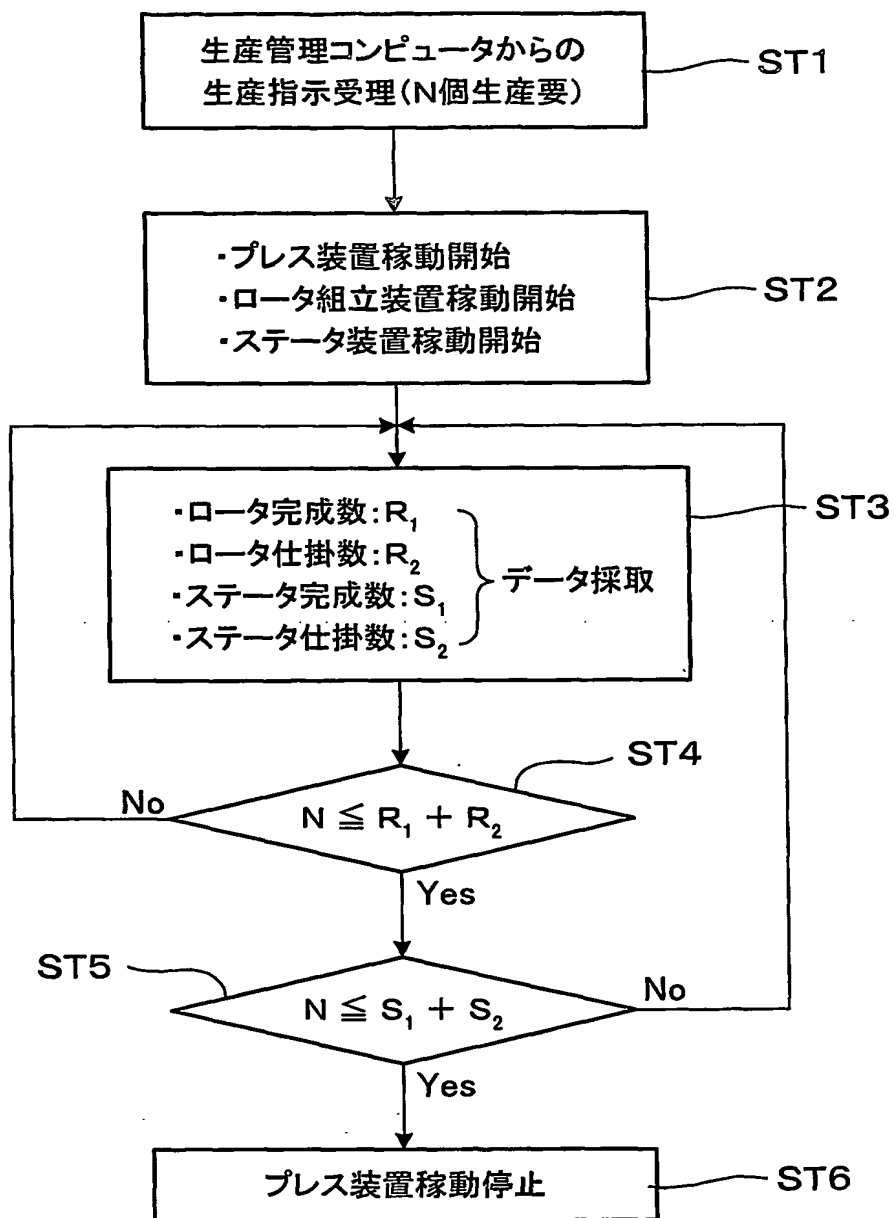 生産管理コンピュータからの
生産指示受理(N個生産要)
ST1
・プレス装置稼動開始
・ロータ組立装置稼動開始
・ステータ装置稼動開始
ST2
・ロータ完成数:R₁
・ロータ仕掛数:R₂
・ステータ完成数:S₁
・ステータ仕掛数:S₂
データ採取
ST3
ST4
N ≦ R₁ + R₂
No
Yes
ST5
N ≦ S₁ + S₂
No
Yes
プレス装置稼動停止
ST6